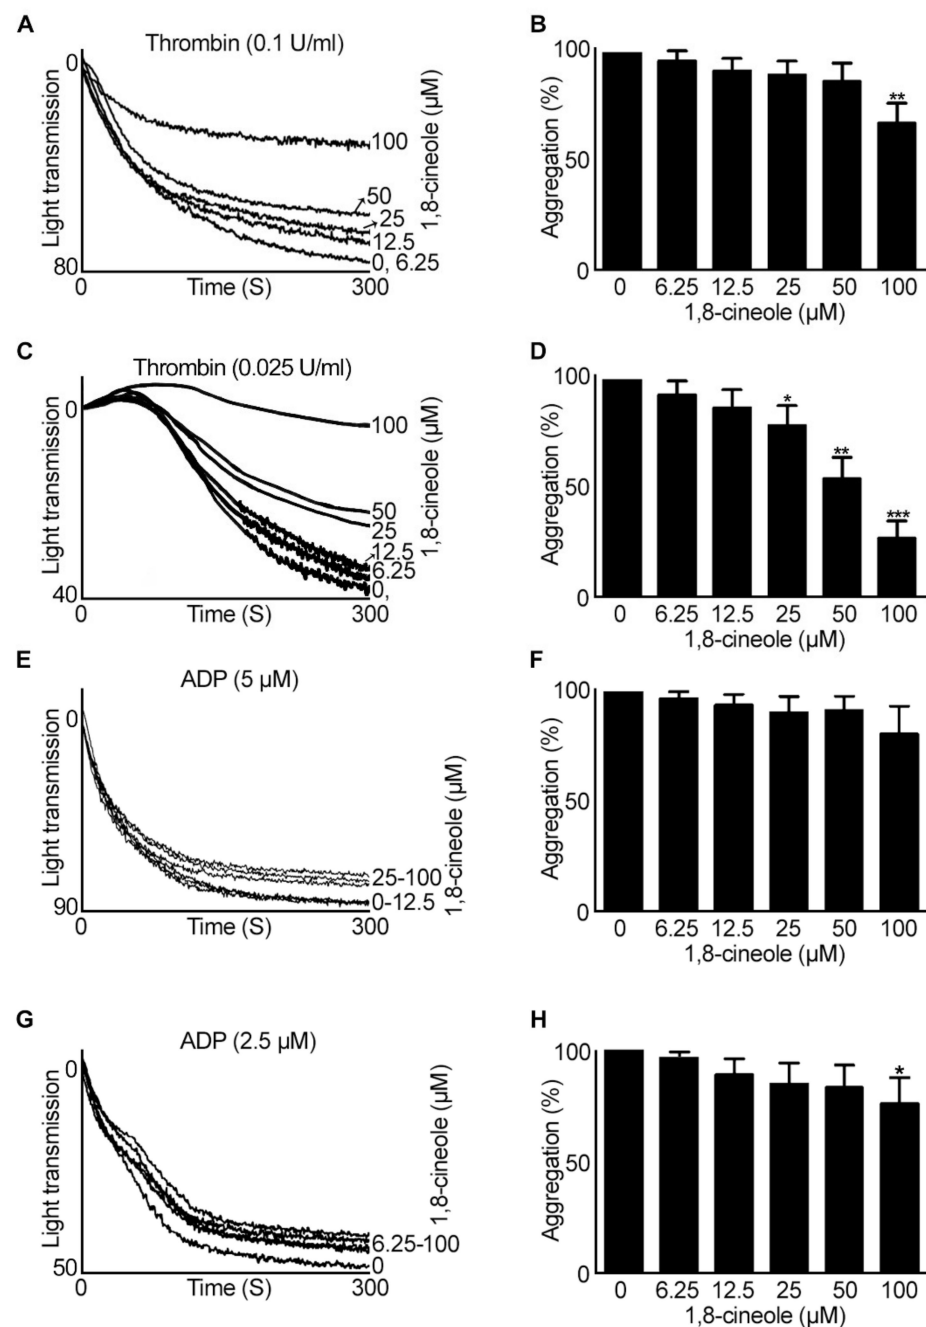 A
Thrombin (0.1 U/ml)
Light transmission
0
80
0
Time (S)
300
100
50
25
12.5
0, 6.25
1,8-cineole (µM)
B
Aggregation (%)
100
50
0
** 
0 6.25 12.5 25 50 100
1,8-cineole (µM)
C
Thrombin (0.025 U/ml)
Light transmission
0
40
0
Time (S)
300
100
50
25
12.5
6.25
0,
1,8-cineole (µM)
D
Aggregation (%)
100
50
0
*
**
***
0 6.25 12.5 25 50 100
1,8-cineole (µM)
E
ADP (5 µM)
Light transmission
0
90
0
Time (S)
300
25-100
0-12.5
1,8-cineole (µM)
F
Aggregation (%)
100
50
0
0 6.25 12.5 25 50 100
1,8-cineole (µM)
G
ADP (2.5 µM)
Light transmission
0
50
0
Time (S)
300
6.25-100
0
1,8-cineole (µM)
H
Aggregation (%)
100
50
0
*
0 6.25 12.5 25 50 100
1,8-cineole (µM)